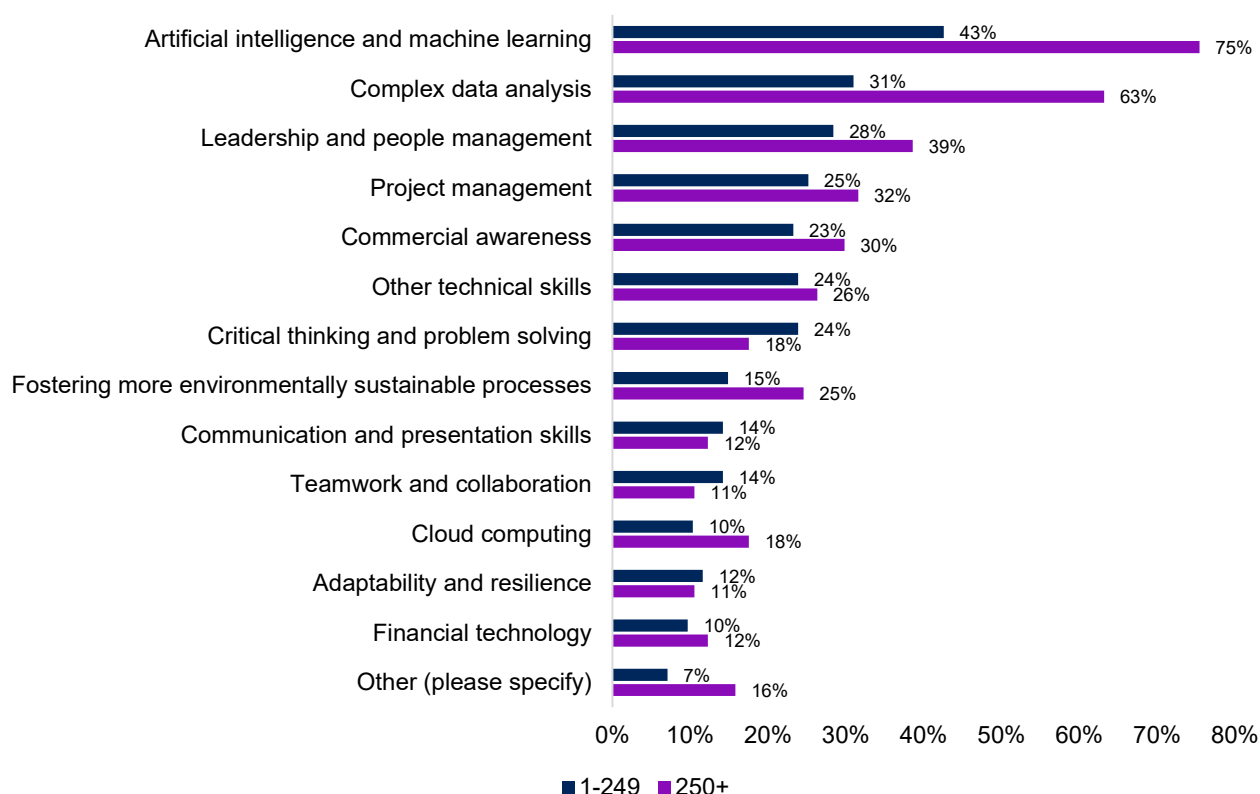 Artificial intelligence and machine learning
43%
75%
Complex data analysis
31%
63%
Leadership and people management
28%
39%
Project management
25%
32%
Commercial awareness
23%
30%
Other technical skills
24%
26%
Critical thinking and problem solving
24%
18%
Fostering more environmentally sustainable processes
15%
25%
Communication and presentation skills
14%
12%
Teamwork and collaboration
14%
11%
Cloud computing
10%
18%
Adaptability and resilience
12%
11%
Financial technology
10%
12%
Other (please specify)
7%
16%
0% 10% 20% 30% 40% 50% 60% 70% 80%
1-249 250+